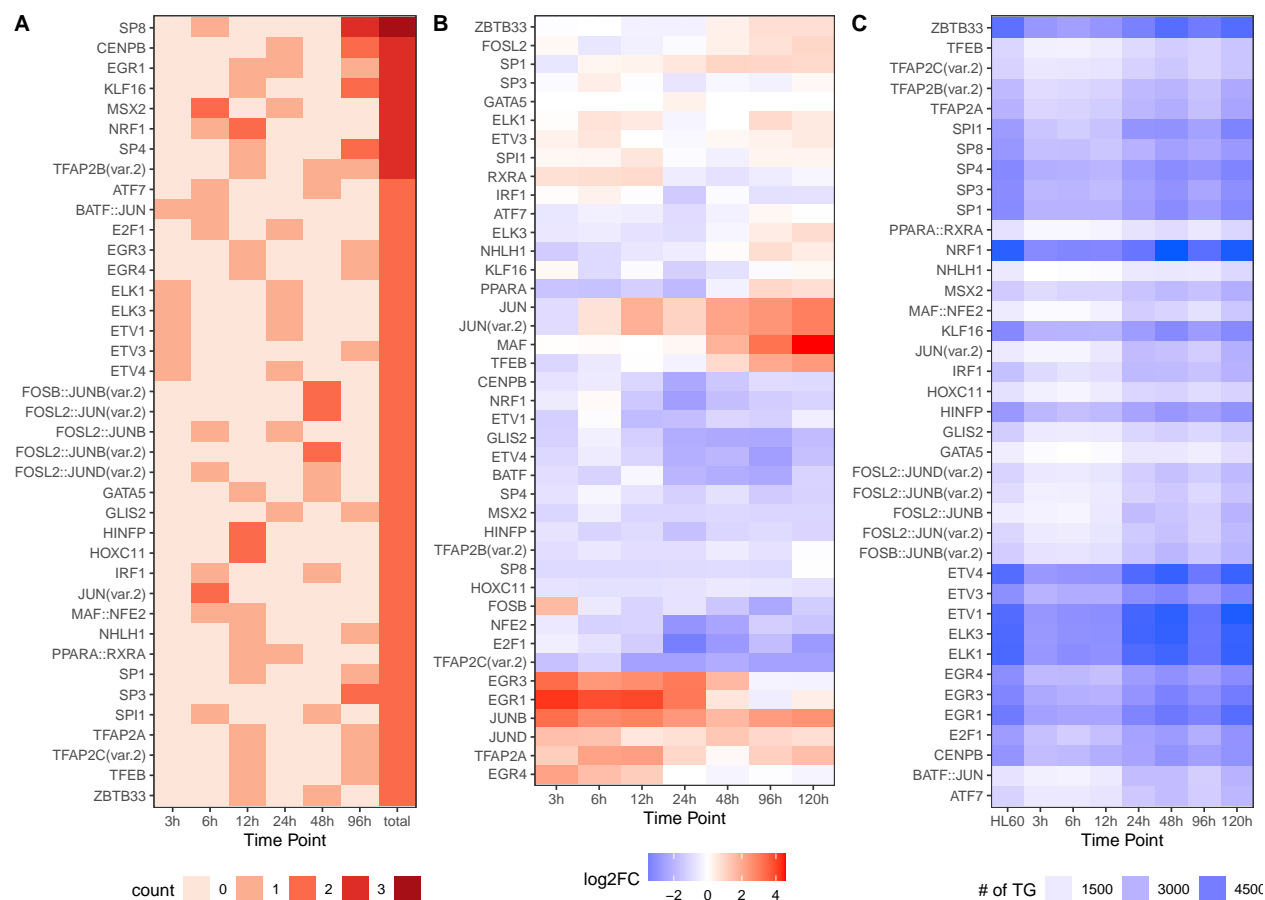 A
SP8
CENPB
EGR1
KLF16
MSX2
NRF1
SP4
TFAP2B(var.2)
ATF7
BATF::JUN
E2F1
EGR3
EGR4
ELK1
ELK3
ETV1
ETV3
ETV4
FOSB::JUNB(var.2)
FOSL2::JUN(var.2)
FOSL2::JUNB
FOSL2::JUNB(var.2)
FOSL2::JUND(var.2)
GATA5
GLIS2
HINFP
HOXC11
IRF1
JUN(var.2)
MAF::NFE2
NHLH1
PPARA::RXRA
SP1
SP3
SPI1
TFAP2A
TFAP2C(var.2)
TFEB
ZBTB33
3h 6h 12h 24h 48h 96h total
Time Point
count 0 1 2 3
B
ZBTB33
FOSL2
SP1
SP3
GATA5
ELK1
ETV3
SPI1
RXRA
IRF1
ATF7
ELK3
NHLH1
KLF16
PPARA
JUN
JUN(var.2)
MAF
TFEB
CENPB
NRF1
ETV1
GLIS2
ETV4
BATF
SP4
MSX2
HINFP
TFAP2B(var.2)
SP8
HOXC11
FOSB
NFE2
E2F1
TFAP2C(var.2)
EGR3
EGR1
JUNB
JUND
TFAP2A
EGR4
3h 6h 12h 24h 48h 96h 120h
Time Point
log2FC
−2 0 2 4
C
ZBTB33
TFEB
TFAP2C(var.2)
TFAP2B(var.2)
TFAP2A
SPI1
SP8
SP4
SP3
SP1
PPARA::RXRA
NRF1
NHLH1
MSX2
MAF::NFE2
KLF16
JUN(var.2)
IRF1
HOXC11
HINFP
GLIS2
GATA5
FOSL2::JUND(var.2)
FOSL2::JUNB(var.2)
FOSL2::JUNB
FOSL2::JUN(var.2)
FOSB::JUNB(var.2)
ETV4
ETV3
ETV1
ELK3
ELK1
EGR4
EGR3
EGR1
E2F1
CENPB
BATF::JUN
ATF7
HL60 3h 6h 12h 24h 48h 96h 120h
Time Point
# of TG 1500 3000 4500